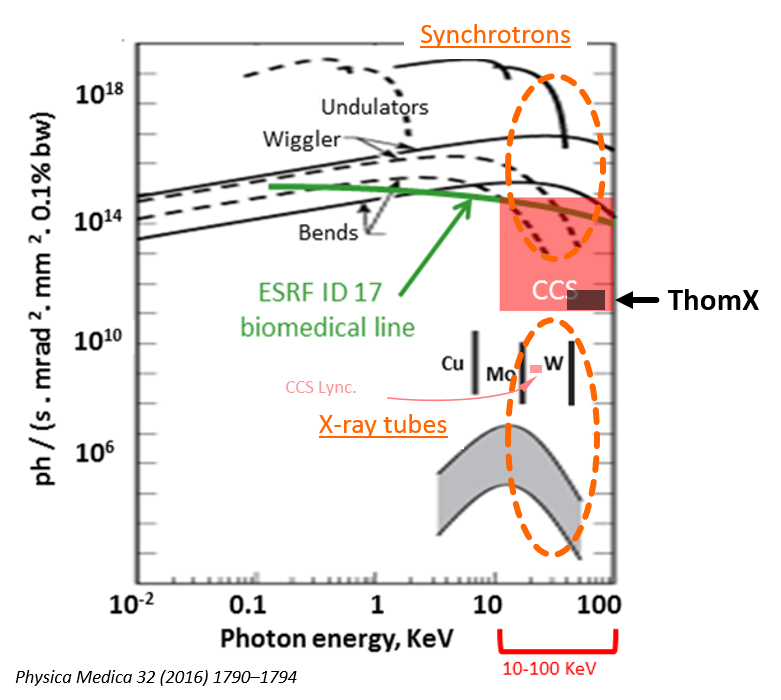 Synchrotrons
ph / (s . mrad ². mm ². 0.1% bw)
10¹⁸
Undulators
Wiggler
10¹⁴
Bends
CCS
ThomX
ESRF ID 17
biomedical line
10¹⁰
Cu
Mo
W
CCS Lync.
X-ray tubes
10⁶
10⁻² 0.1 1 10 100
Photon energy, KeV
10-100 KeV
Physica Medica 32 (2016) 1790–1794